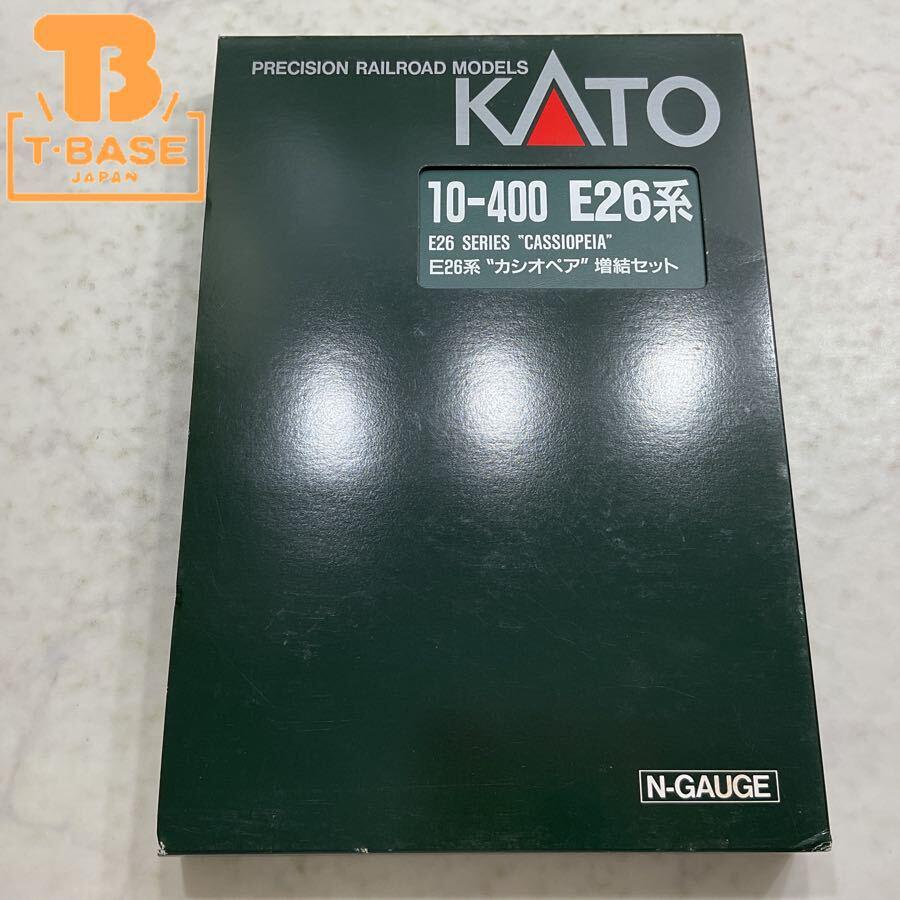 T·BASE
JAPAN
PRECISION RAILROAD MODELS
KATO
10-400 E26系
E26 SERIES "CASSIOPEIA"
E26系 "カシオペア" 増結セット
N-GAUGE